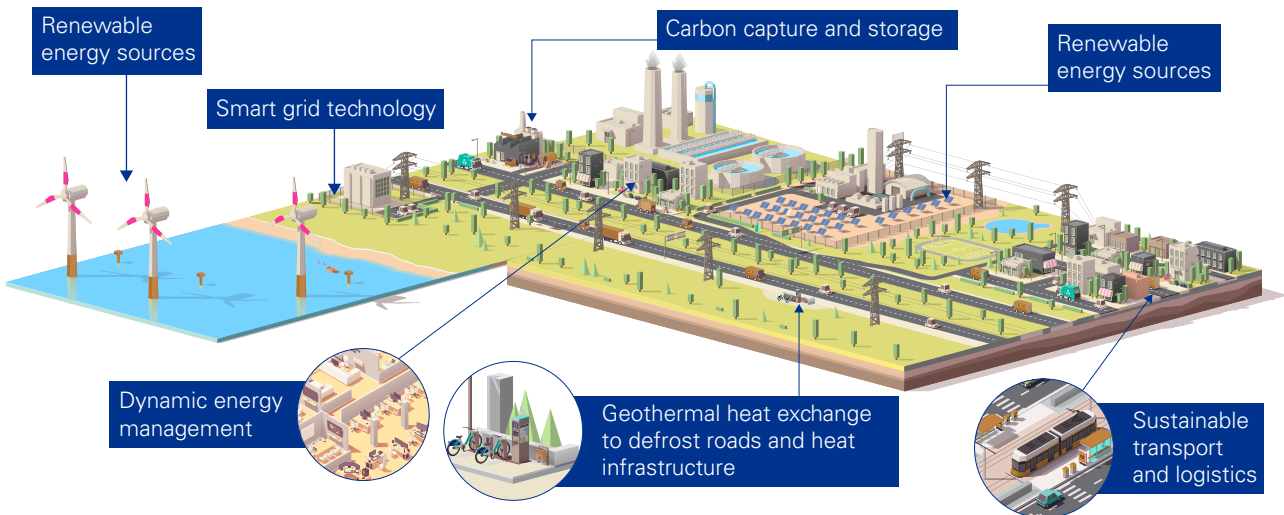 Renewable
energy sources
Smart grid technology
Carbon capture and storage
Renewable
energy sources
Dynamic energy
management
Geothermal heat exchange
to defrost roads and heat
infrastructure
Sustainable
transport
and logistics